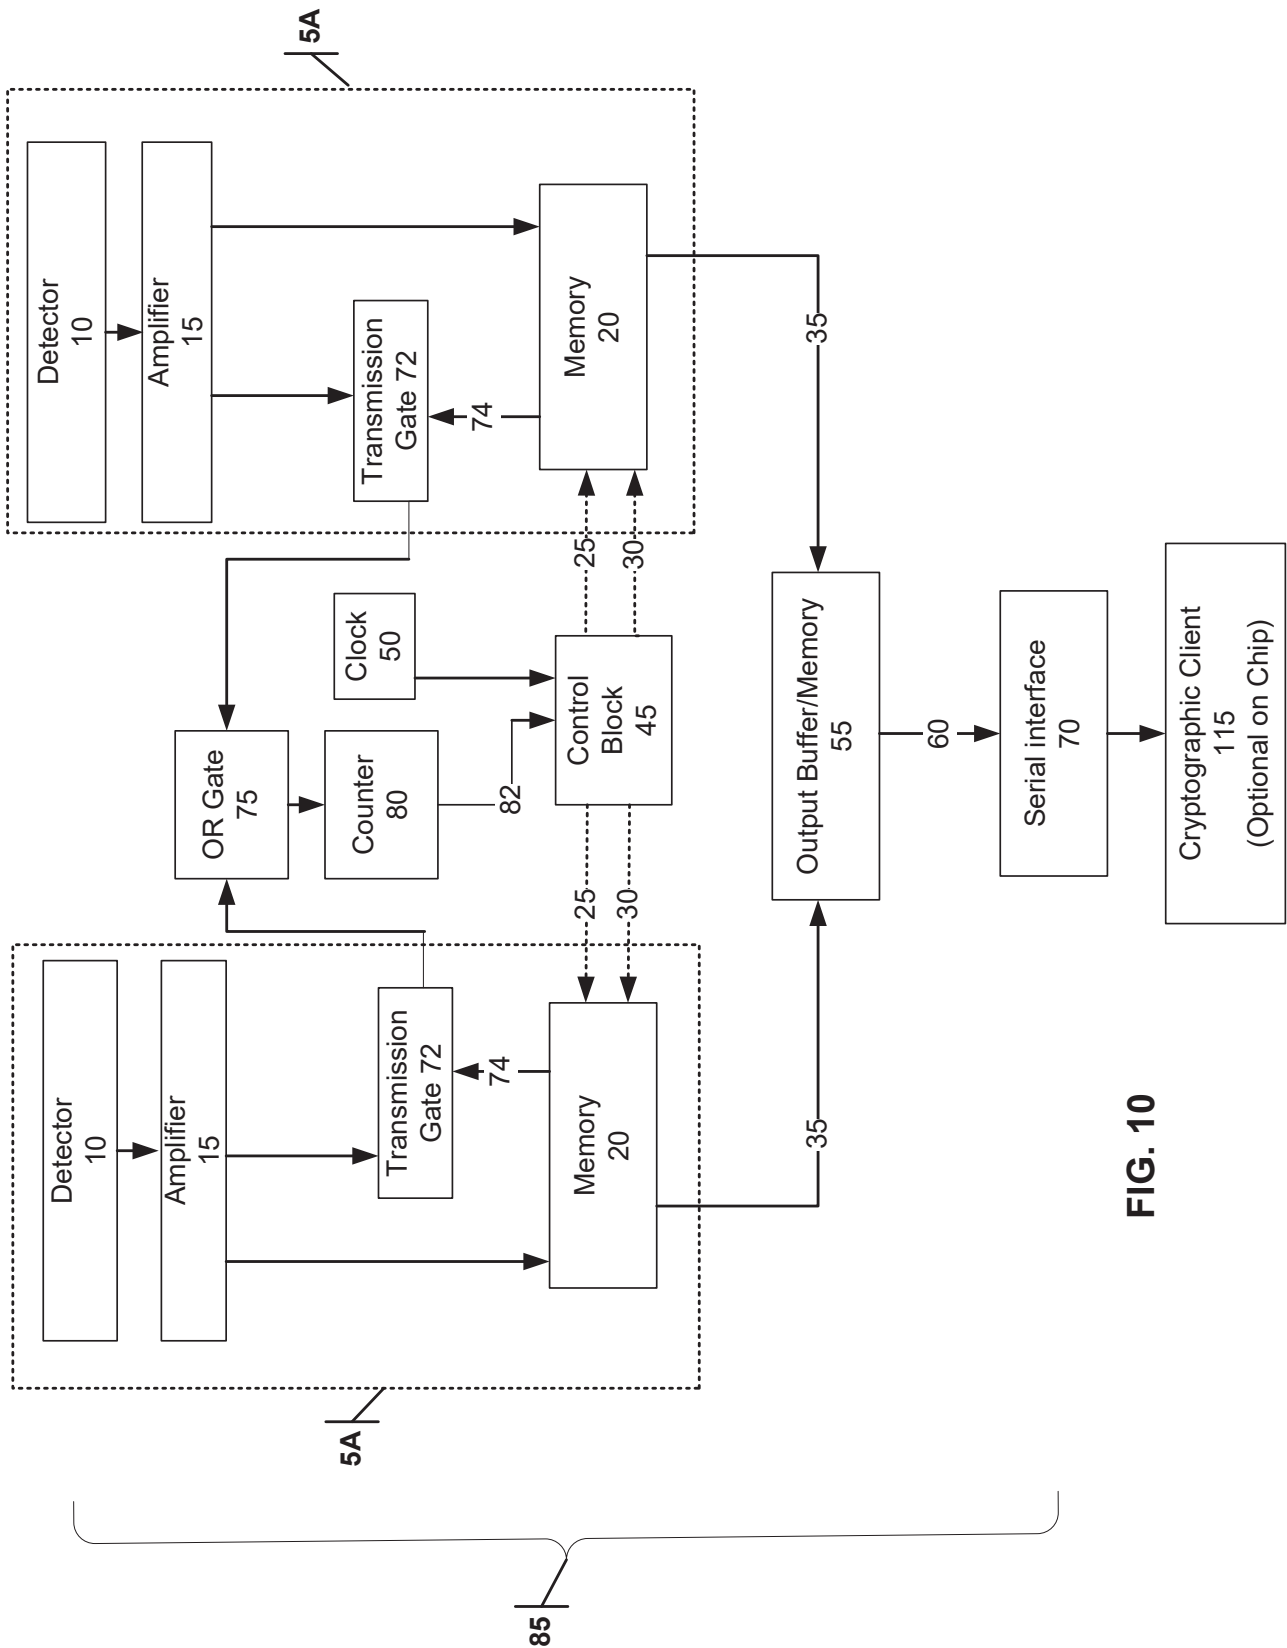 5A
5A
Detector
10
Amplifier
15
Transmission
Gate 72
74
Memory
20
OR Gate
75
Counter
80
82
Clock
50
Control
Block
45
25
30
25
30
Detector
10
Amplifier
15
Transmission
Gate 72
74
Memory
20
35
35
Output Buffer/Memory
55
60
Serial interface
70
Cryptographic Client
115
(Optional on Chip)
85
FIG. 10